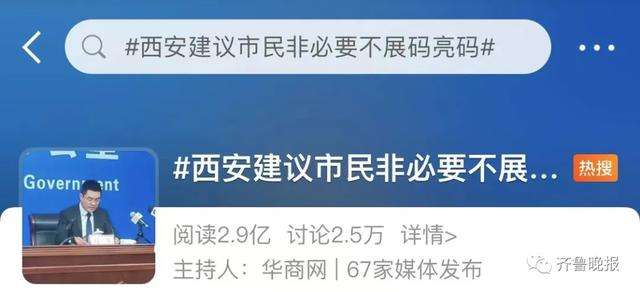 #西安建议市民非必要不展码亮码#
#西安建议市民非必要不展... 热搜
Government
阅读2.9亿 讨论2.5万 详情>
主持人：华商网 | 67家媒体发布
齐鲁晚报